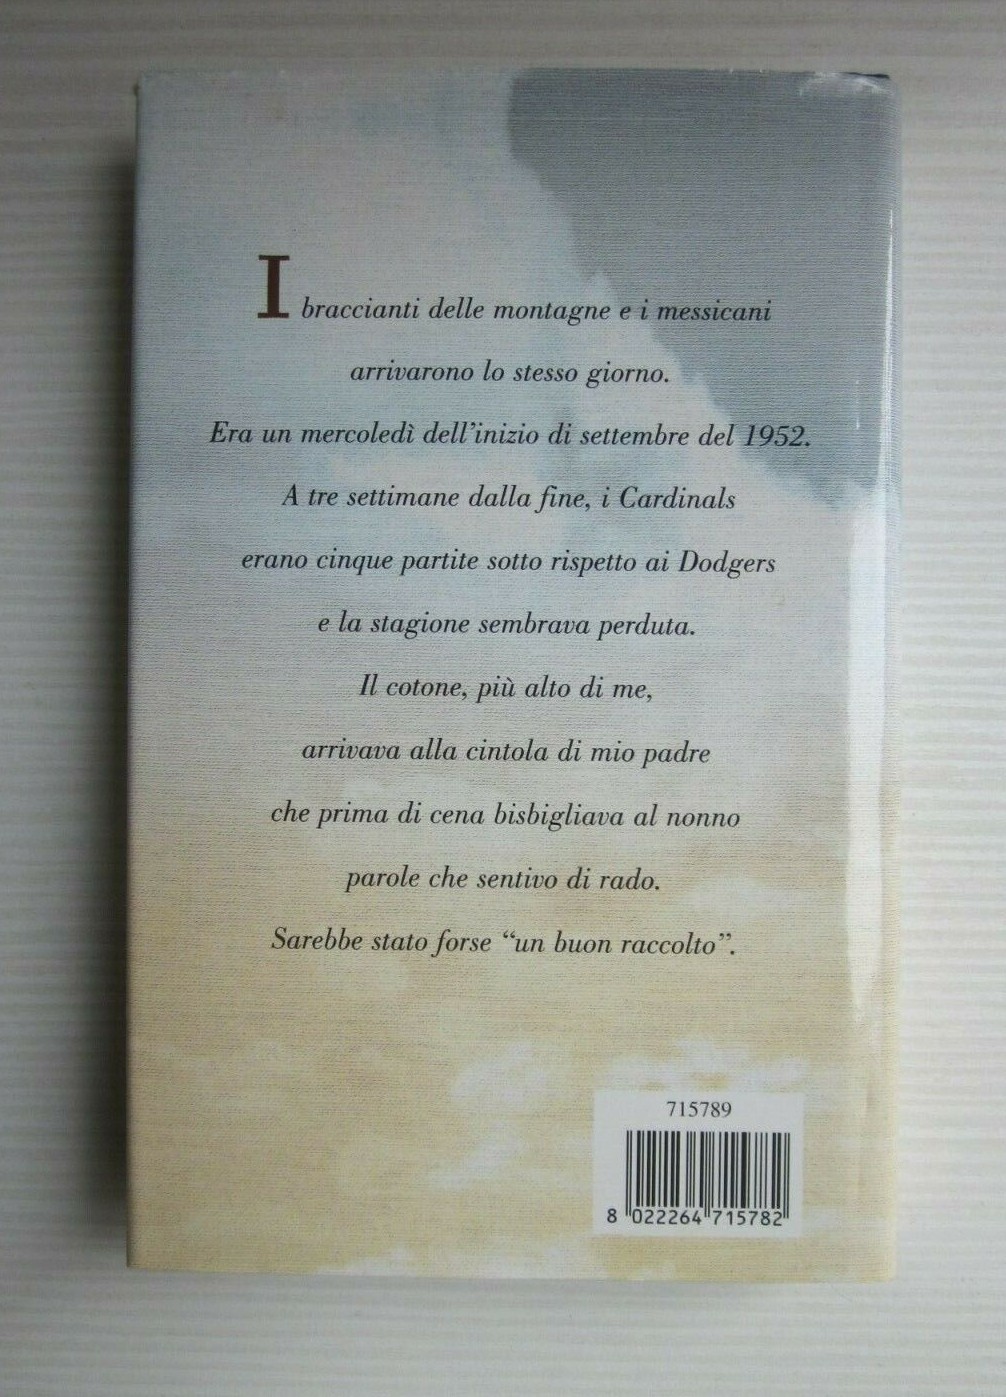 I braccianti delle montagne e i messicani
arrivarono lo stesso giorno.
Era un mercoledì dell'inizio di settembre del 1952.
A tre settimane dalla fine, i Cardinals
erano cinque partite sotto rispetto ai Dodgers
e la stagione sembrava perduta.
Il cotone, più alto di me,
arrivava alla cintola di mio padre
che prima di cena bisbigliava al nonno
parole che sentivo di rado.
Sarebbe stato forse “un buon raccolto”.
715789
8 022264 715782